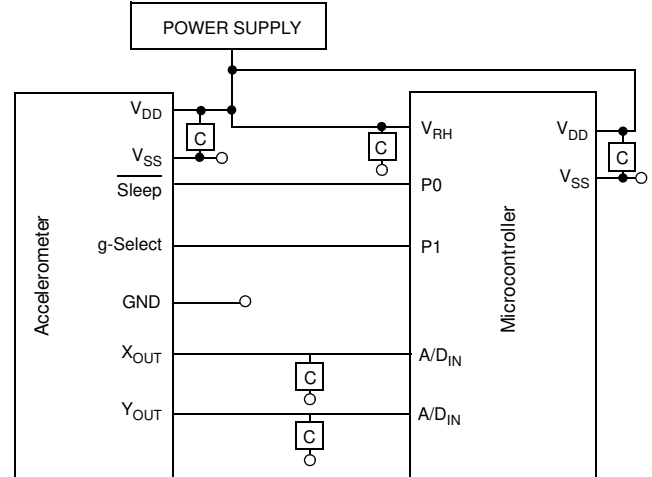 POWER SUPPLY
Accelerometer
V_DD
C
V_SS
Sleep
g-Select
GND
X_OUT
Y_OUT
C
C
C
V_RH
P0
P1
A/D_IN
A/D_IN
Microcontroller
V_DD
C
V_SS